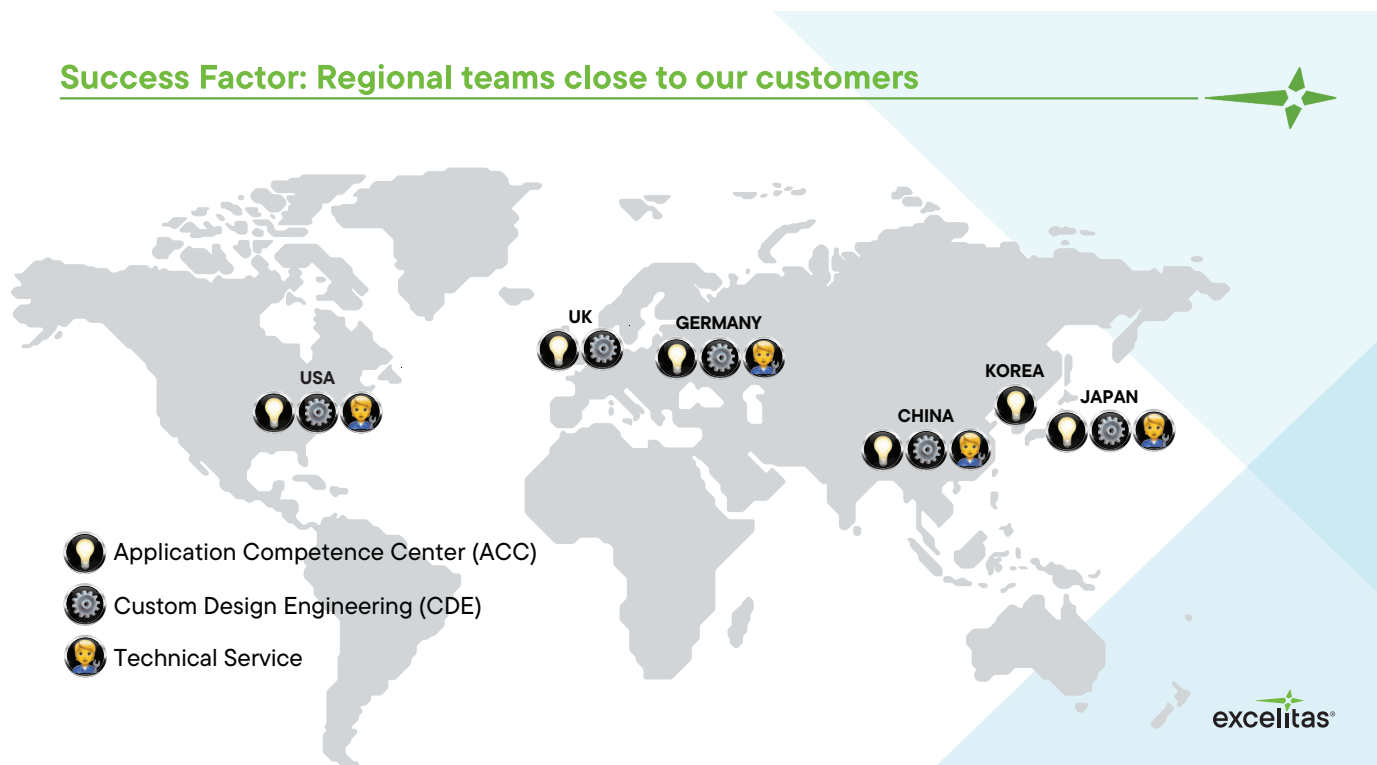 Success Factor: Regional teams close to our customers
UK
GERMANY
USA
KOREA
JAPAN
CHINA
Application Competence Center (ACC)
Custom Design Engineering (CDE)
Technical Service
excelitas®